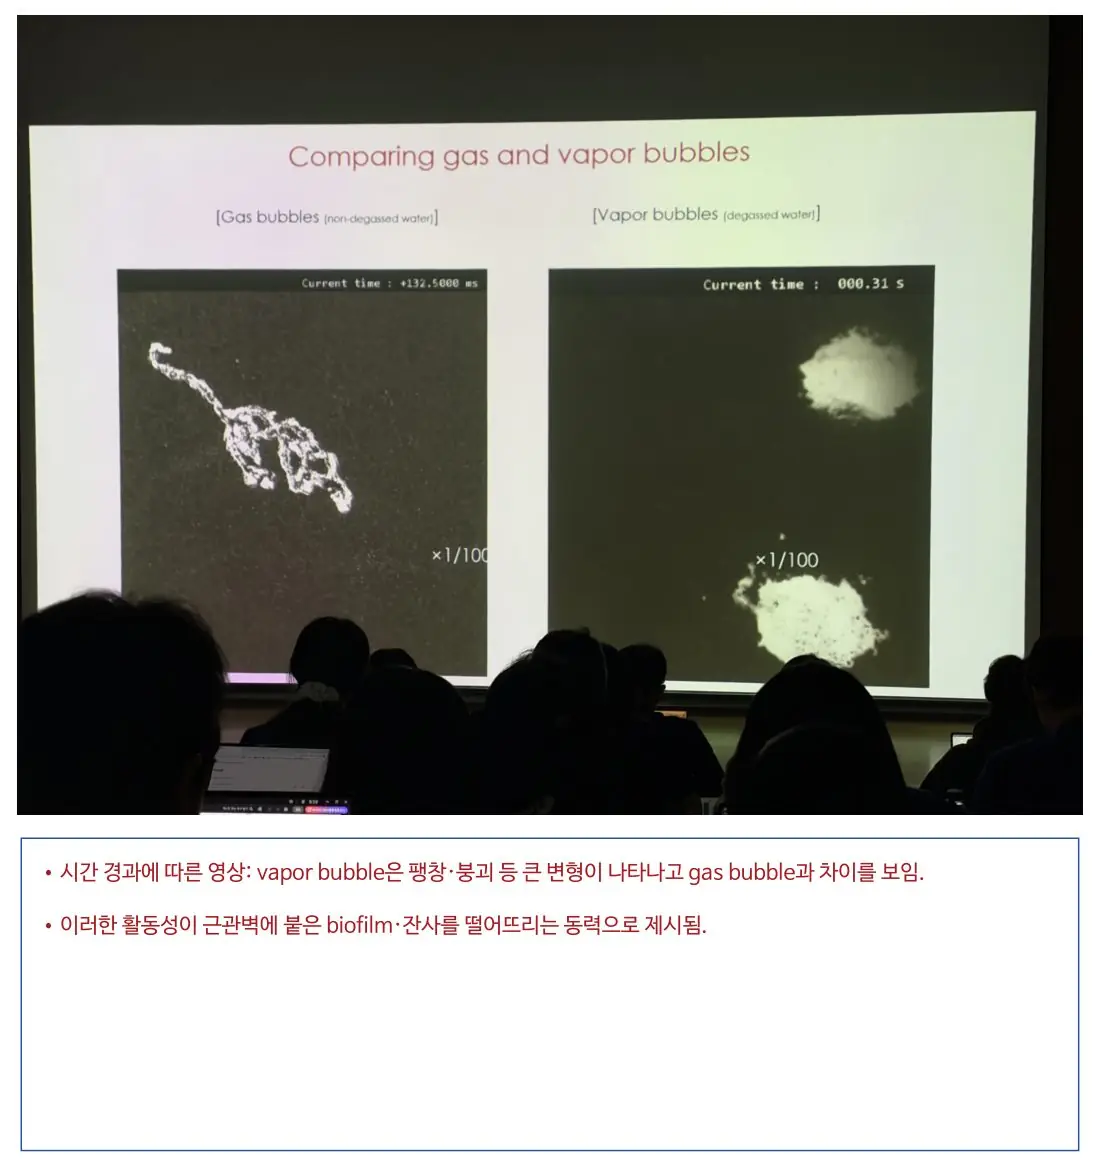 Comparing gas and vapor bubbles
[Gas bubbles (non-degassed water)]
[Vapor bubbles (degassed water)]
Current time : +132.5000 ms
Current time : 000.31 s
×1/100
×1/100
• 시간 경과에 따른 영상: vapor bubble은 팽창·붕괴 등 큰 변형이 나타나고 gas bubble과 차이를 보임.
• 이러한 활동성이 근관벽에 붙은 biofilm·잔사를 떨어뜨리는 동력으로 제시됨.